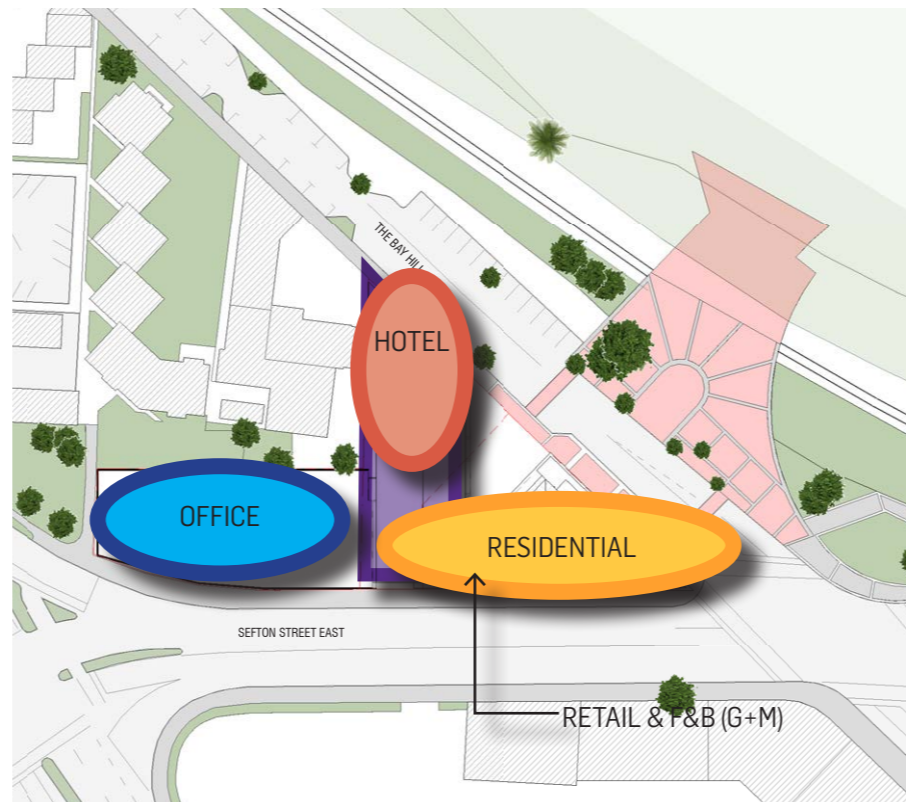 THE BAY HILL
HOTEL
OFFICE
RESIDENTIAL
SEFTON STREET EAST
RETAIL & F&B (G+M)